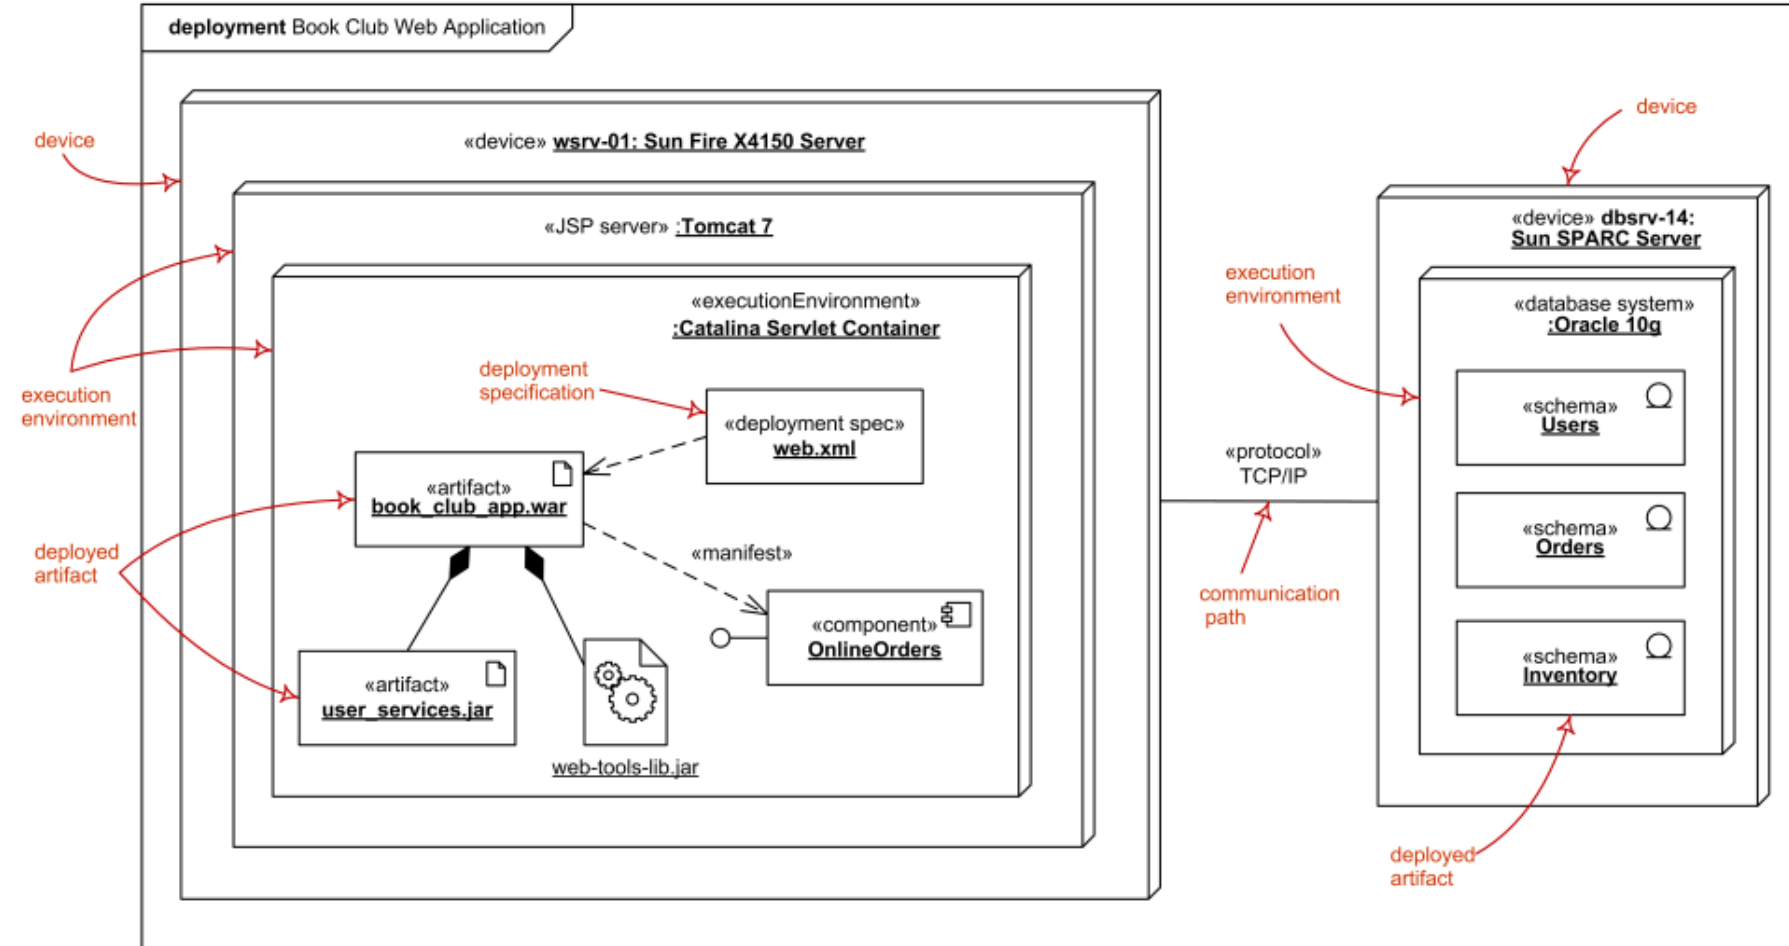 deployment Book Club Web Application
device
«device» wsrv-01: Sun Fire X4150 Server
«JSP server» :Tomcat 7
«executionEnvironment»
:Catalina Servlet Container
execution
environment
deployment
specification
«deployment spec»
web.xml
«artifact»
book_club_app.war
deployed
artifact
«manifest»
«component»
OnlineOrders
«artifact»
user_services.jar
web-tools-lib.jar
«protocol»
TCP/IP
communication
path
device
«device» dbsrv-14:
Sun SPARC Server
execution
environment
«database system»
:Oracle 10g
«schema»
Users
«schema»
Orders
«schema»
Inventory
deployed
artifact